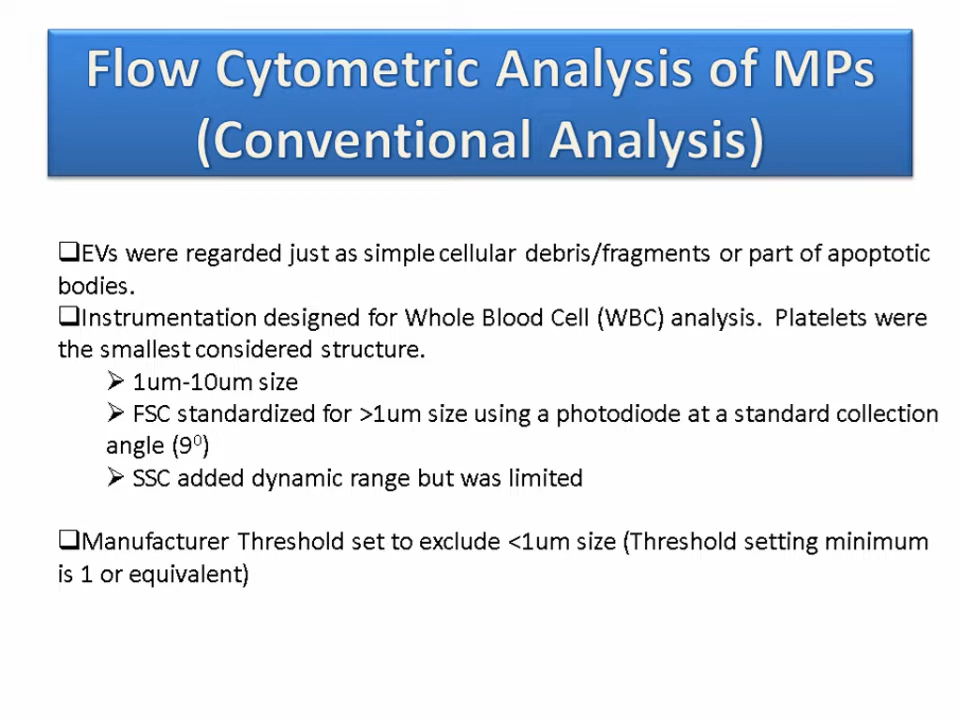 Flow Cytometric Analysis of MPs
(Conventional Analysis)
❑EVs were regarded just as simple cellular debris/fragments or part of apoptotic
bodies.
❑Instrumentation designed for Whole Blood Cell (WBC) analysis. Platelets were
the smallest considered structure.
➢ 1um-10um size
➢ FSC standardized for >1um size using a photodiode at a standard collection
angle (9⁰)
➢ SSC added dynamic range but was limited
❑Manufacturer Threshold set to exclude <1um size (Threshold setting minimum
is 1 or equivalent)